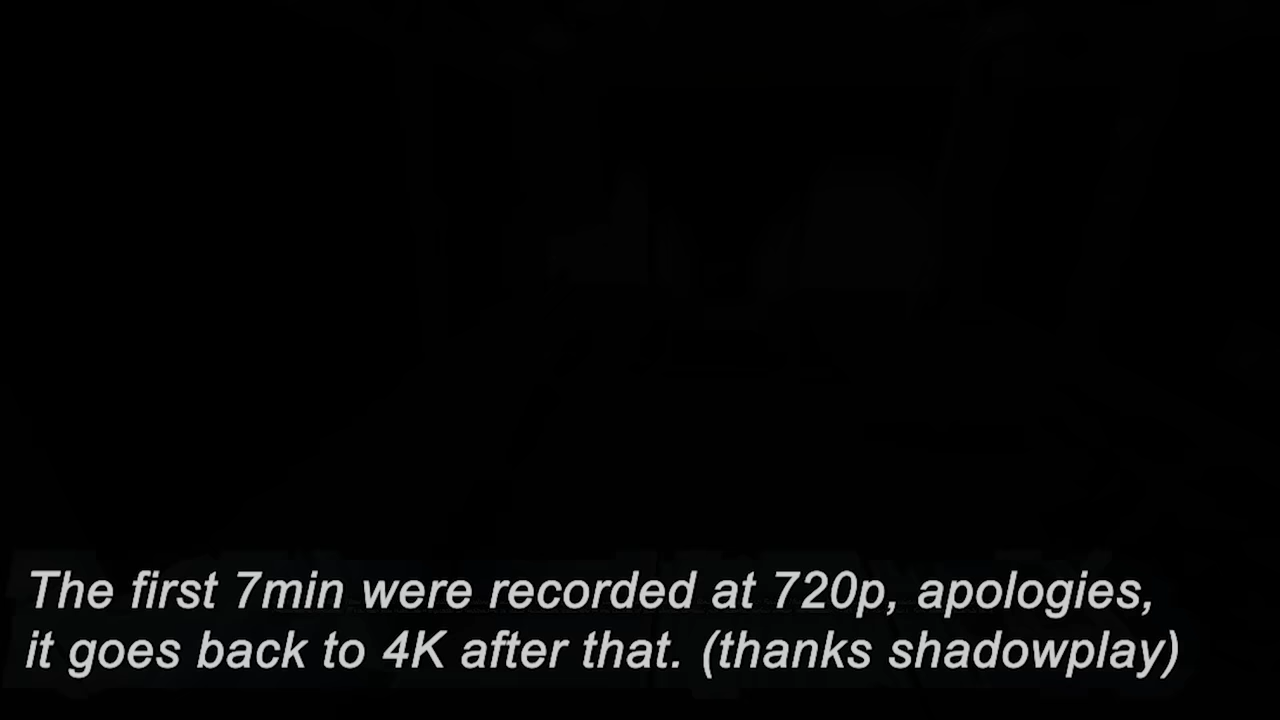 The first 7min were recorded at 720p, apologies,
it goes back to 4K after that. (thanks shadowplay)